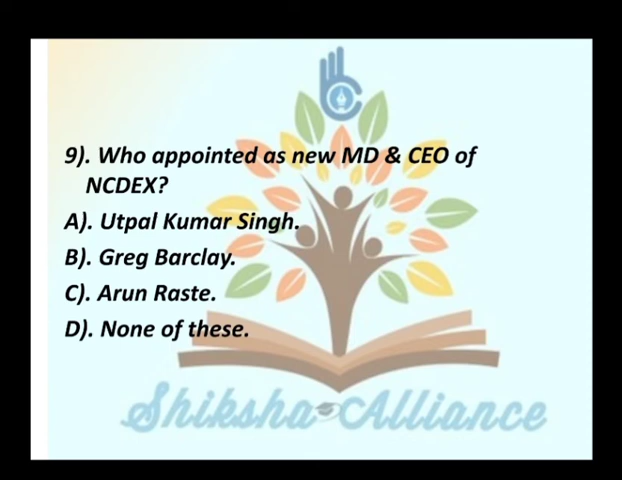 9). Who appointed as new MD & CEO of
NCDEX?
A). Utpal Kumar Singh.
B). Greg Barclay.
C). Arun Raste.
D). None of these.
Shiksha Alliance